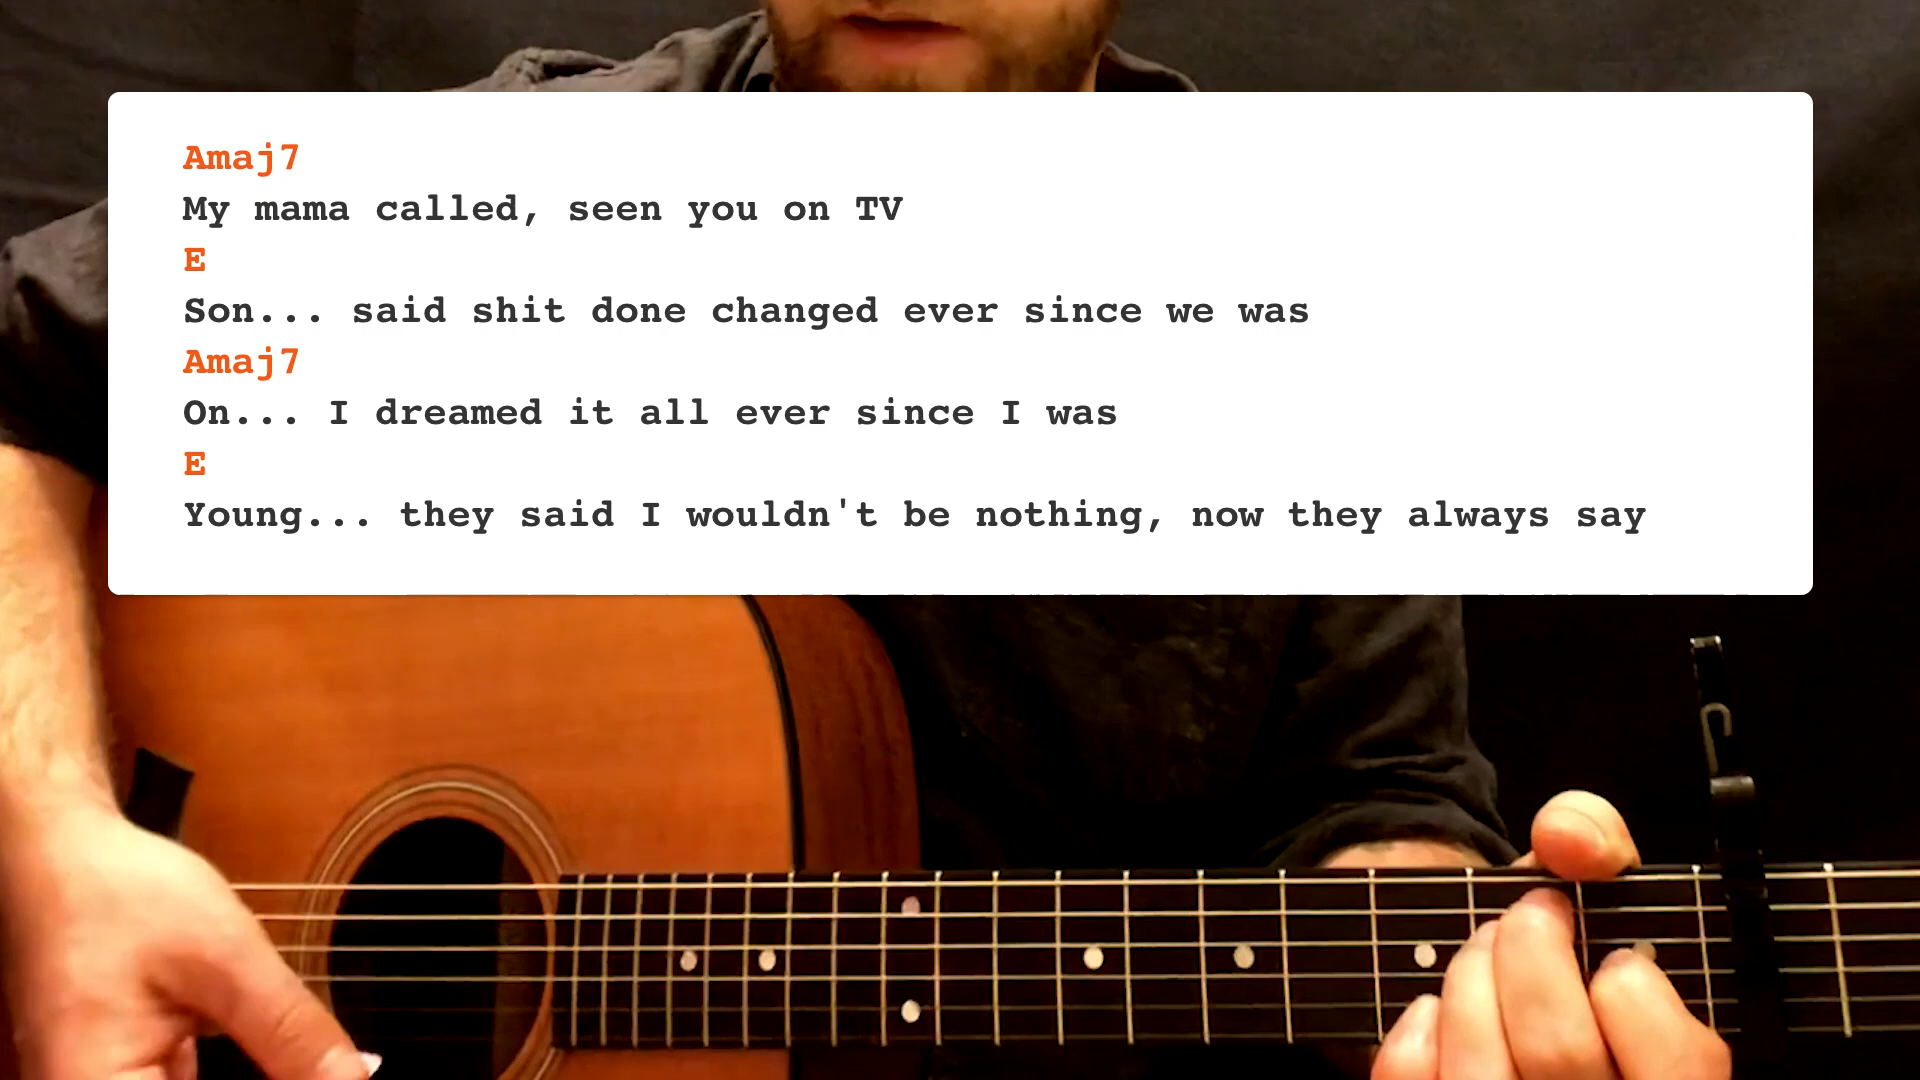 Amaj7
My mama called, seen you on TV
E
Son... said shit done changed ever since we was
Amaj7
On... I dreamed it all ever since I was
E
Young... they said I wouldn't be nothing, now they always say